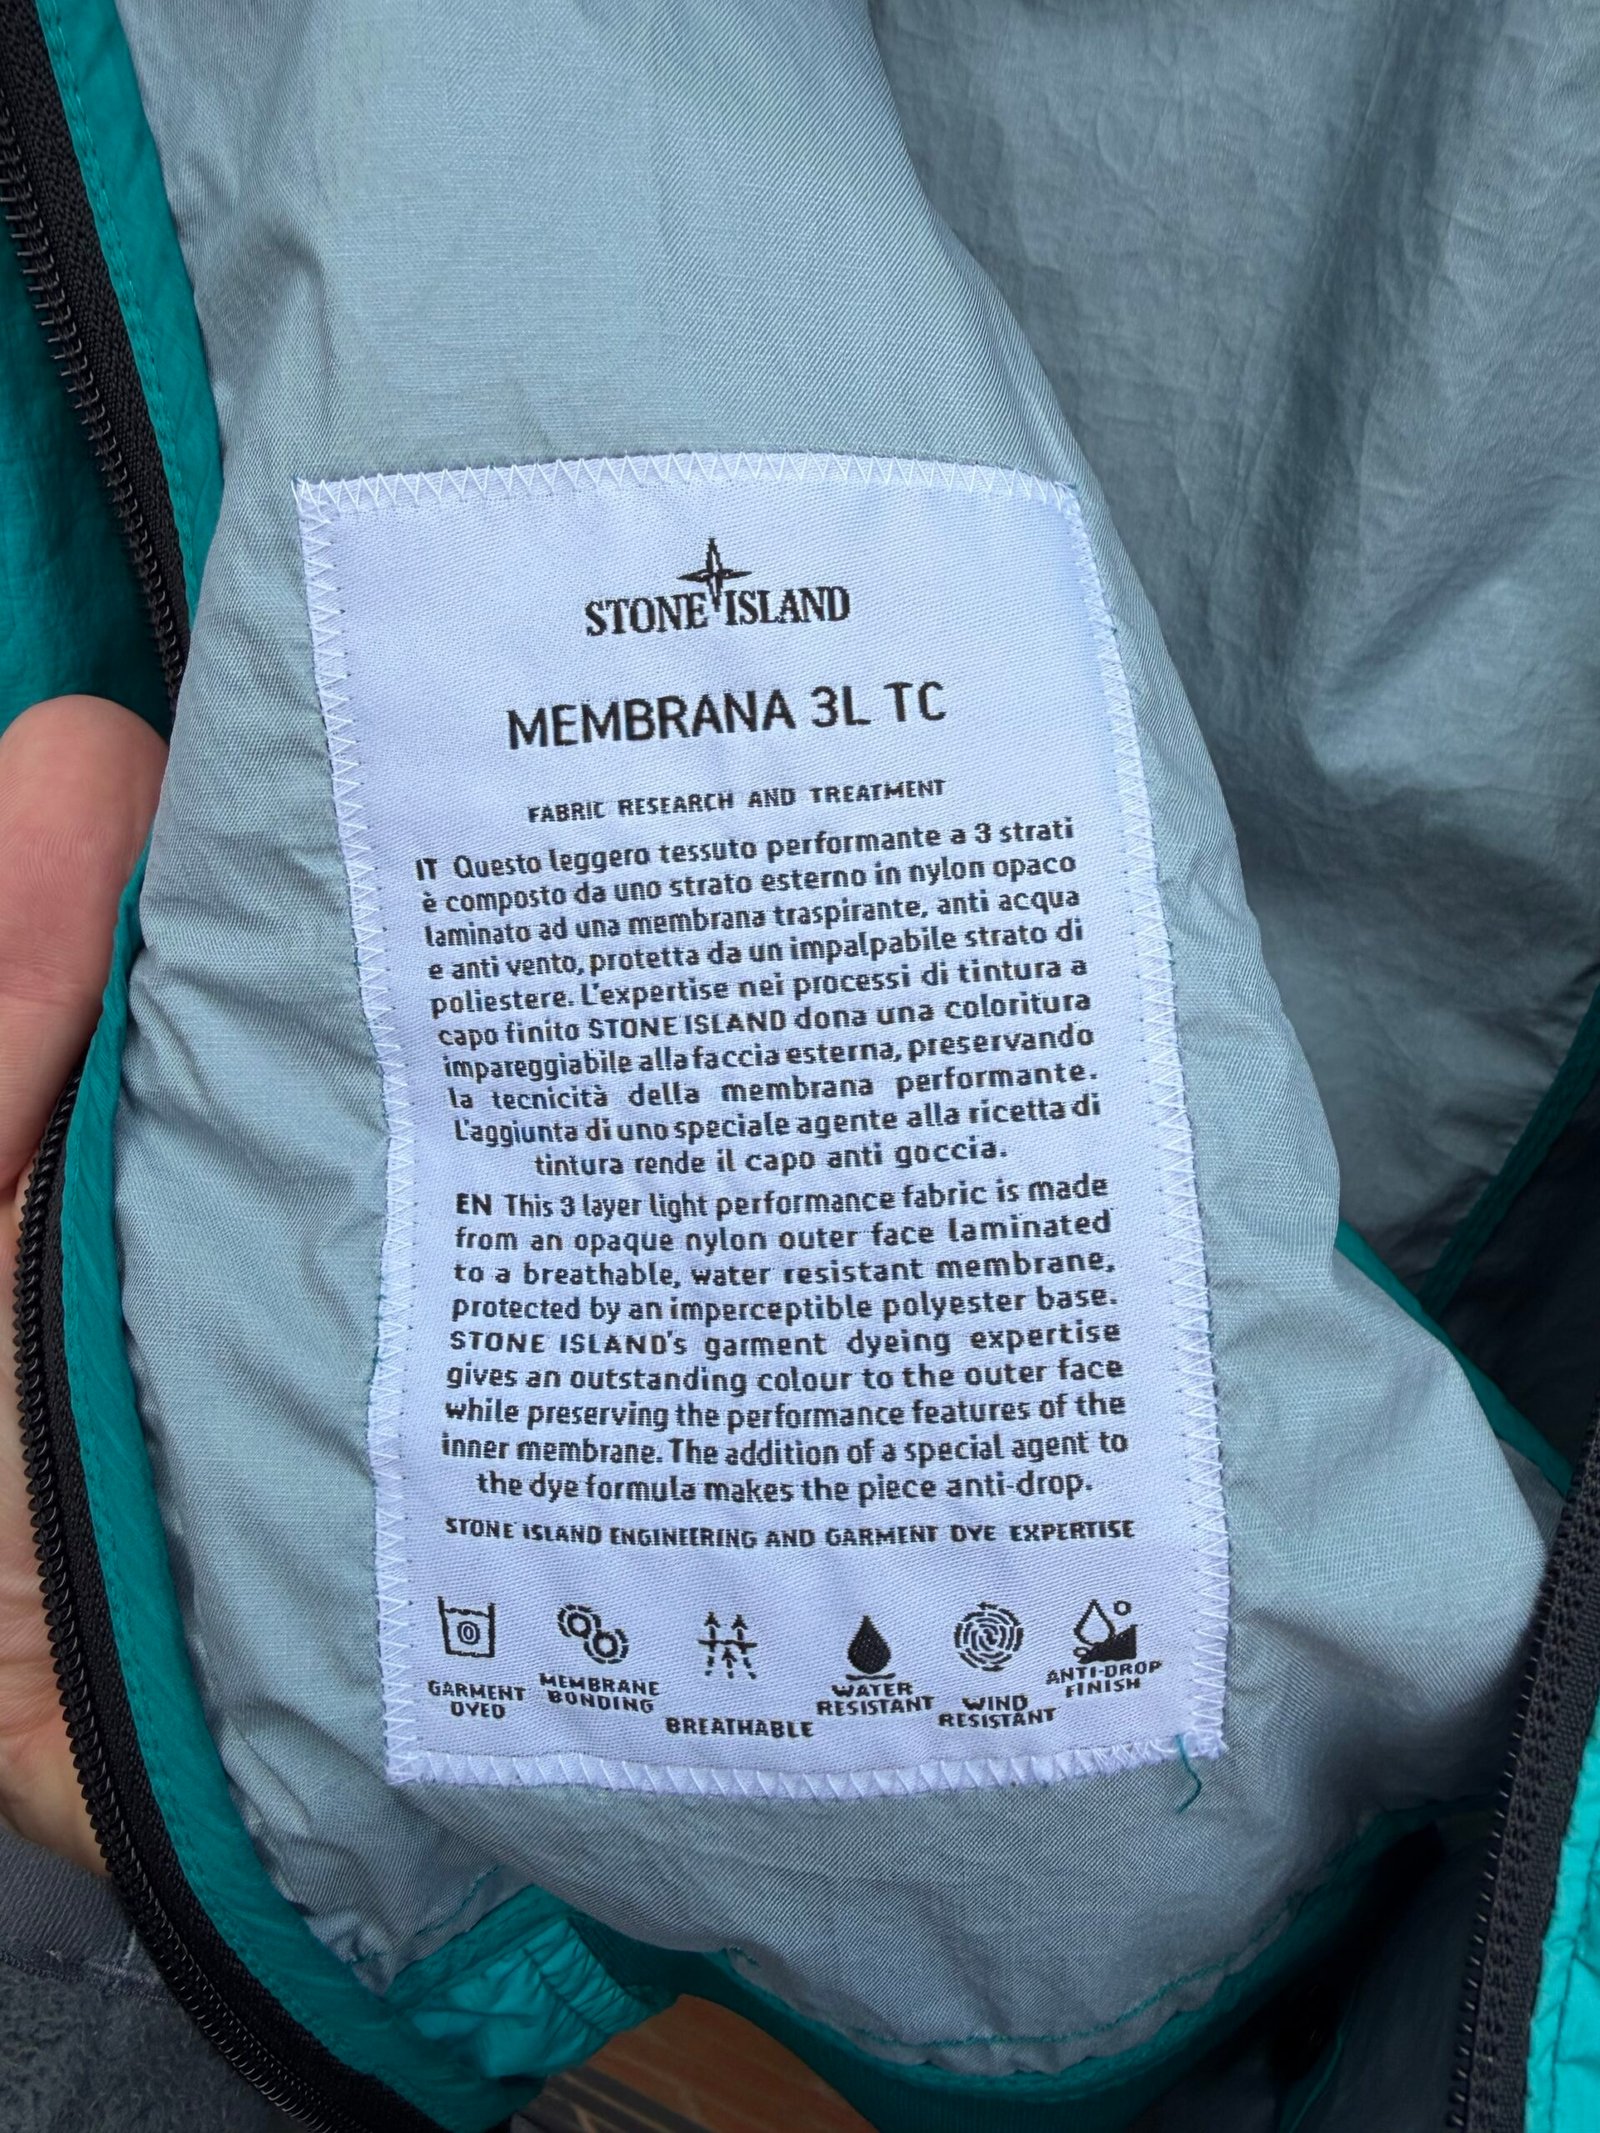 STONE ISLAND
MEMBRANA 3L TC
FABRIC RESEARCH AND TREATMENT
IT Questo leggero tessuto performante a 3 strati
è composto da uno strato esterno in nylon opaco
laminato ad una membrana traspirante, anti acqua
e anti vento, protetta da un impalpabile strato di
poliestere. L'expertise nei processi di tintura a
capo finito STONE ISLAND dona una coloritura
impareggiabile alla faccia esterna, preservando
la tecnicità della membrana performante.
L'aggiunta di uno speciale agente alla ricetta di
tintura rende il capo anti goccia.
EN This 3 layer light performance fabric is made
from an opaque nylon outer face laminated
to a breathable, water resistant membrane,
protected by an imperceptible polyester base.
STONE ISLAND's garment dyeing expertise
gives an outstanding colour to the outer face
while preserving the performance features of the
inner membrane. The addition of a special agent to
the dye formula makes the piece anti-drop.
STONE ISLAND ENGINEERING AND GARMENT DYE EXPERTISE
GARMENT
DYED
MEMBRANE
BONDING
BREATHABLE
WATER
RESISTANT
WIND
RESISTANT
ANTI-DROP
FINISH